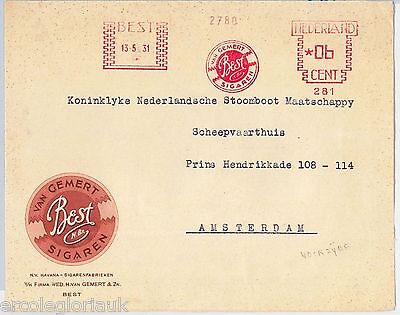 BEST
13.5.31
2780
VAN GEMERT
Best
SIGAREN
NEDERLAND
*06
CENT
281
Koninklyke Nederlandsche Stoomboot Maatschappy
Scheepvaarthuis
Prins Hendrikkade 108 - 114
AMSTERDAM
VAN GEMERT
Best
SIGAREN
N.V. HAVANA-SIGARENFABRIEKEN
V/H FIRMA WED. H. VAN GEMERT & ZN.
BEST
© ercolegloriauk